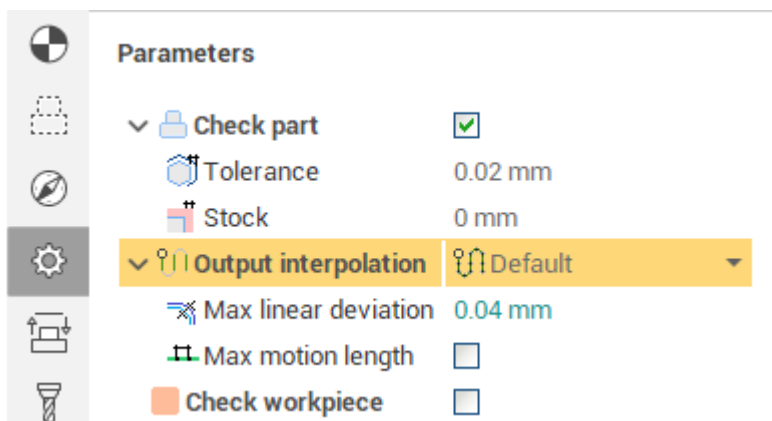 Parameters
Check part
Tolerance 0.02 mm
Stock 0 mm
Output interpolation Default
Max linear deviation 0.04 mm
Max motion length
Check workpiece